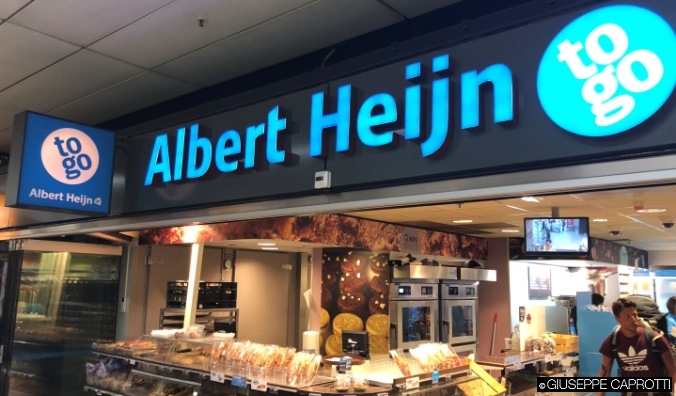 to
go
Albert Heijn
Albert Heijn
to
go
adidas
©GIUSEPPE CAPROTTI